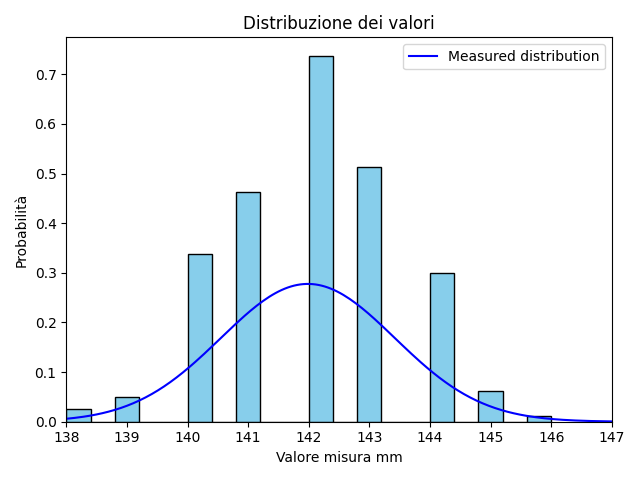 Distribuzione dei valori
Measured distribution
0.7
0.6
0.5
0.4
0.3
0.2
0.1
0.0
Probabilità
138 139 140 141 142 143 144 145 146 147
Valore misura mm